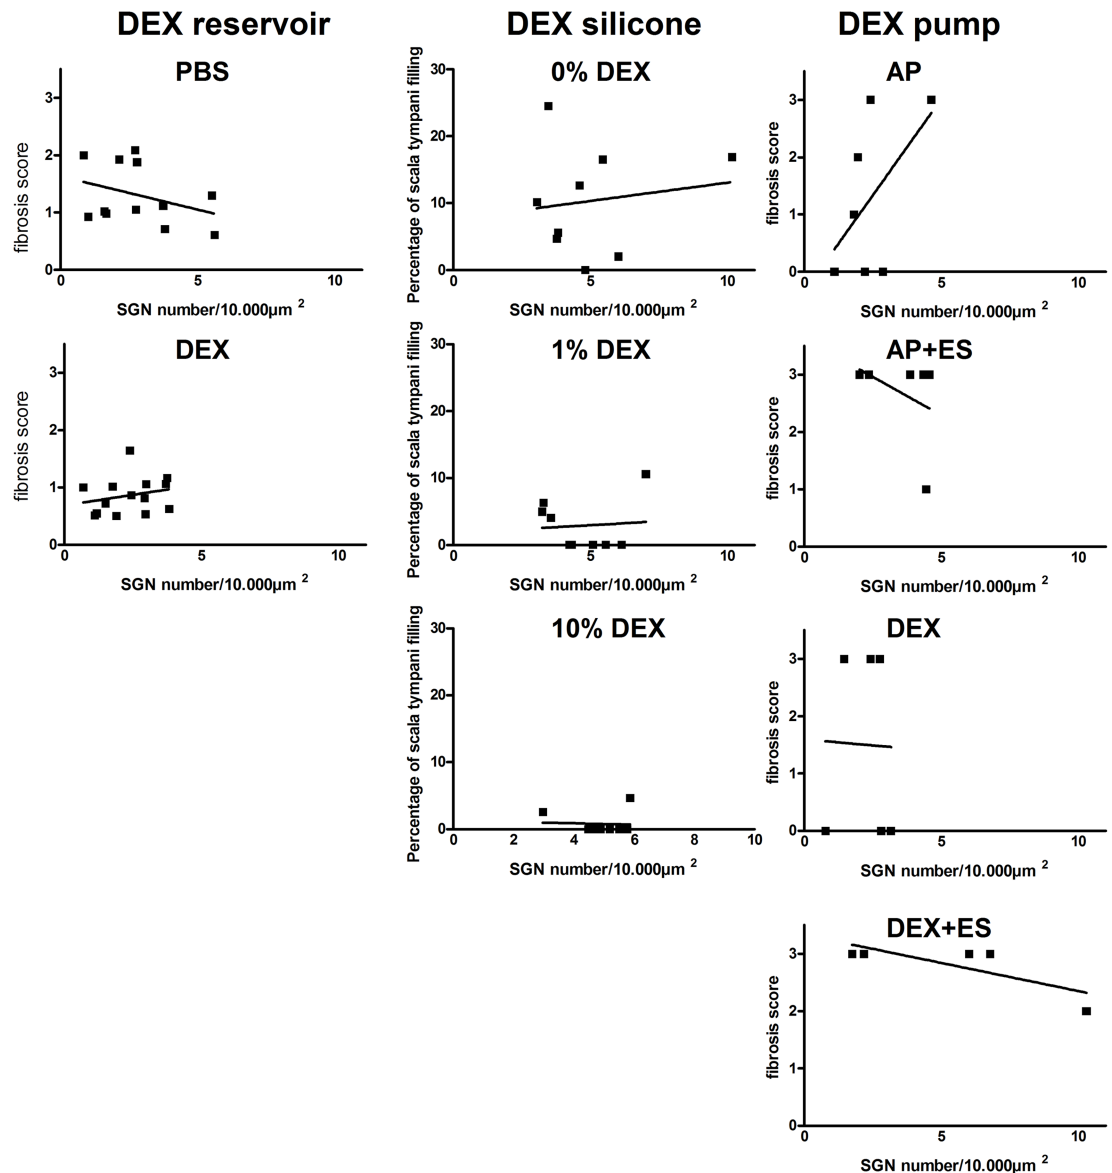 DEX reservoir
DEX silicone
DEX pump
PBS
fibrosis score
3
2
1
0
0
5
10
SGN number/10.000µm 2
0% DEX
Percentage of scala tympani filling
30
20
10
0
0
5
10
SGN number/10.000µm 2
AP
fibrosis score
3
2
1
0
0
5
10
SGN number/10.000µm 2
DEX
fibrosis score
3
2
1
0
0
5
10
SGN number/10.000µm 2
1% DEX
Percentage of scala tympani filling
30
20
10
0
0
5
10
SGN number/10.000µm 2
AP+ES
fibrosis score
3
2
1
0
0
5
10
SGN number/10.000µm 2
10% DEX
Percentage of scala tympani filling
30
20
10
0
0
2
4
6
8
10
SGN number/10.000µm 2
DEX
fibrosis score
3
2
1
0
0
5
10
SGN number/10.000µm 2
DEX+ES
fibrosis score
3
2
1
0
0
5
10
SGN number/10.000µm 2